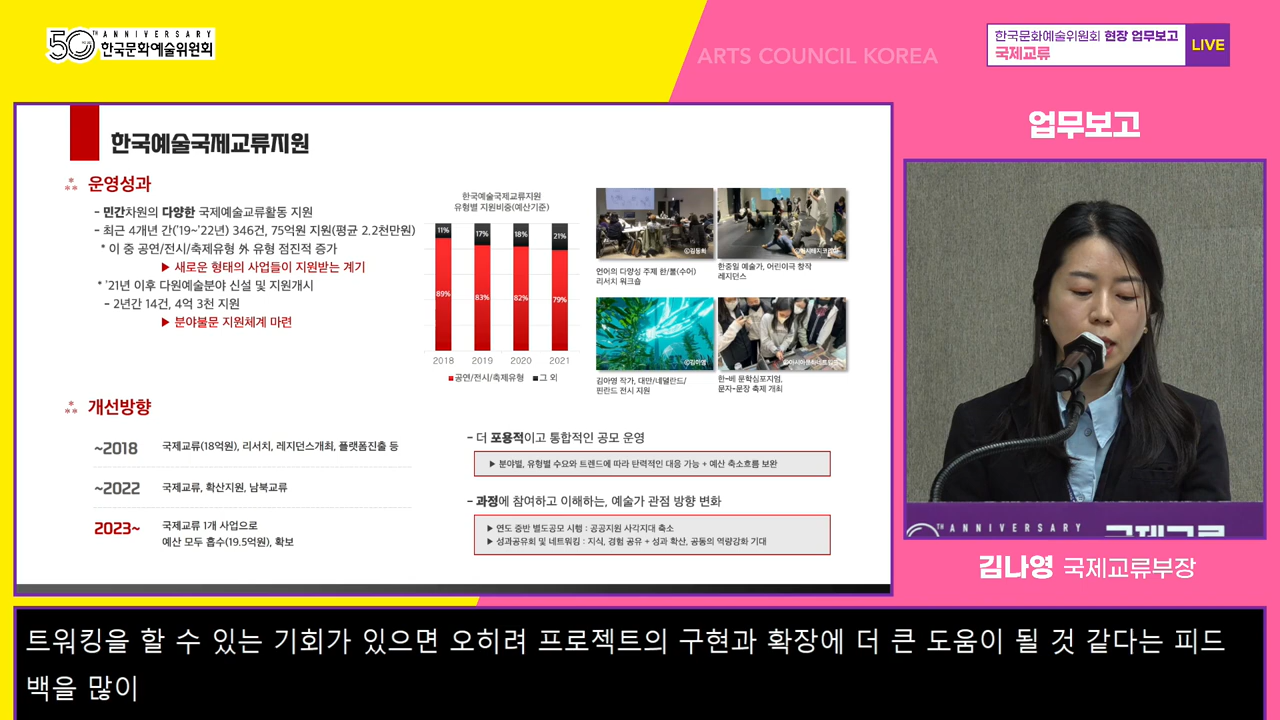 50TH ANNIVERSARY
한국문화예술위원회
ARTS COUNCIL KOREA
한국문화예술위원회 현장 업무보고
국제교류
LIVE
업무보고
한국예술국제교류지원
운영성과
- 민간차원의 다양한 국제예술교류활동 지원
- 최근 4개년 간('19~'22년) 346건, 75억원 지원(평균 2.2천만원)
* 이 중 공연/전시/축제유형 外 유형 점진적 증가
▶ 새로운 형태의 사업들이 지원받는 계기
* '21년 이후 다원예술분야 신설 및 지원개시
- 2년간 14건, 4억 3천 지원
▶ 분야불문 지원체계 마련
한국예술국제교류지원
유형별 지원비중(예산기준)
11% 17% 18% 21%
89% 83% 82% 79%
2018 2019 2020 2021
■공연/전시/축제유형 ■그 외
©김동희
언어의 다양성 주제 한/불(수어)
리서치 워크숍
한중일 예술가, 어린이극 창작
레지던스
©김아영
김아영 작가, 대만/네덜란드/
핀란드 전시 지원
한-베 문학심포지엄,
문자-문장 축제 개최
개선방향
~2018 국제교류(18억원), 리서치, 레지던스개최, 플랫폼진출 등
~2022 국제교류, 확산지원, 남북교류
2023~ 국제교류 1개 사업으로
예산 모두 흡수(19.5억원), 확보
- 더 포용적이고 통합적인 공모 운영
▶ 분야별, 유형별 수요와 트렌드에 따라 탄력적인 대응 가능 + 예산 축소흐름 보완
- 과정에 참여하고 이해하는, 예술가 관점 방향 변화
▶ 연도 중반 별도공모 시행 : 공공지원 사각지대 축소
▶ 성과공유회 및 네트워킹 : 지식, 경험 공유 + 성과 확산, 공동의 역량강화 기대
TH ANNIVERSARY
국제교류
김나영 국제교류부장
트워킹을 할 수 있는 기회가 있으면 오히려 프로젝트의 구현과 확장에 더 큰 도움이 될 것 같다는 피드
백을 많이